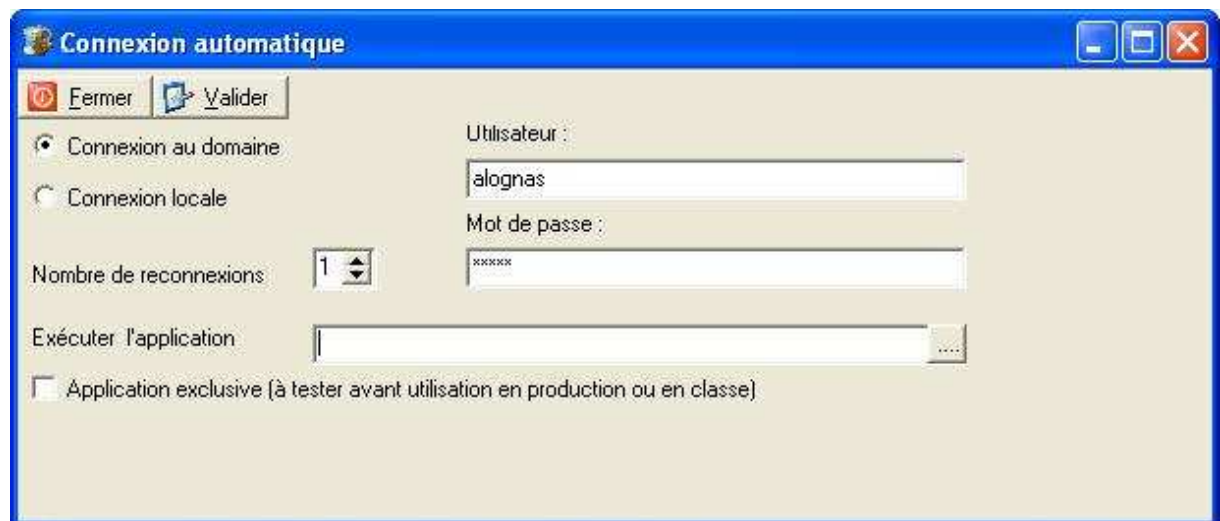 Connexion automatique
Fermer Valider
Connexion au domaine
Utilisateur :
alognas
Connexion locale
Mot de passe :
*****
Nombre de reconnexions 1
Exécuter l'application ....
Application exclusive (à tester avant utilisation en production ou en classe)